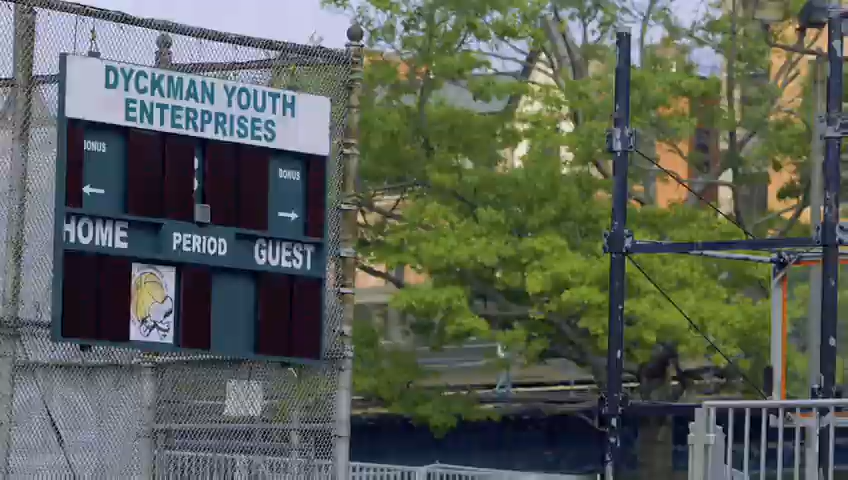 DYCKMAN YOUTH
ENTERPRISES
BONUS
BONUS
HOME
PERIOD
GUEST